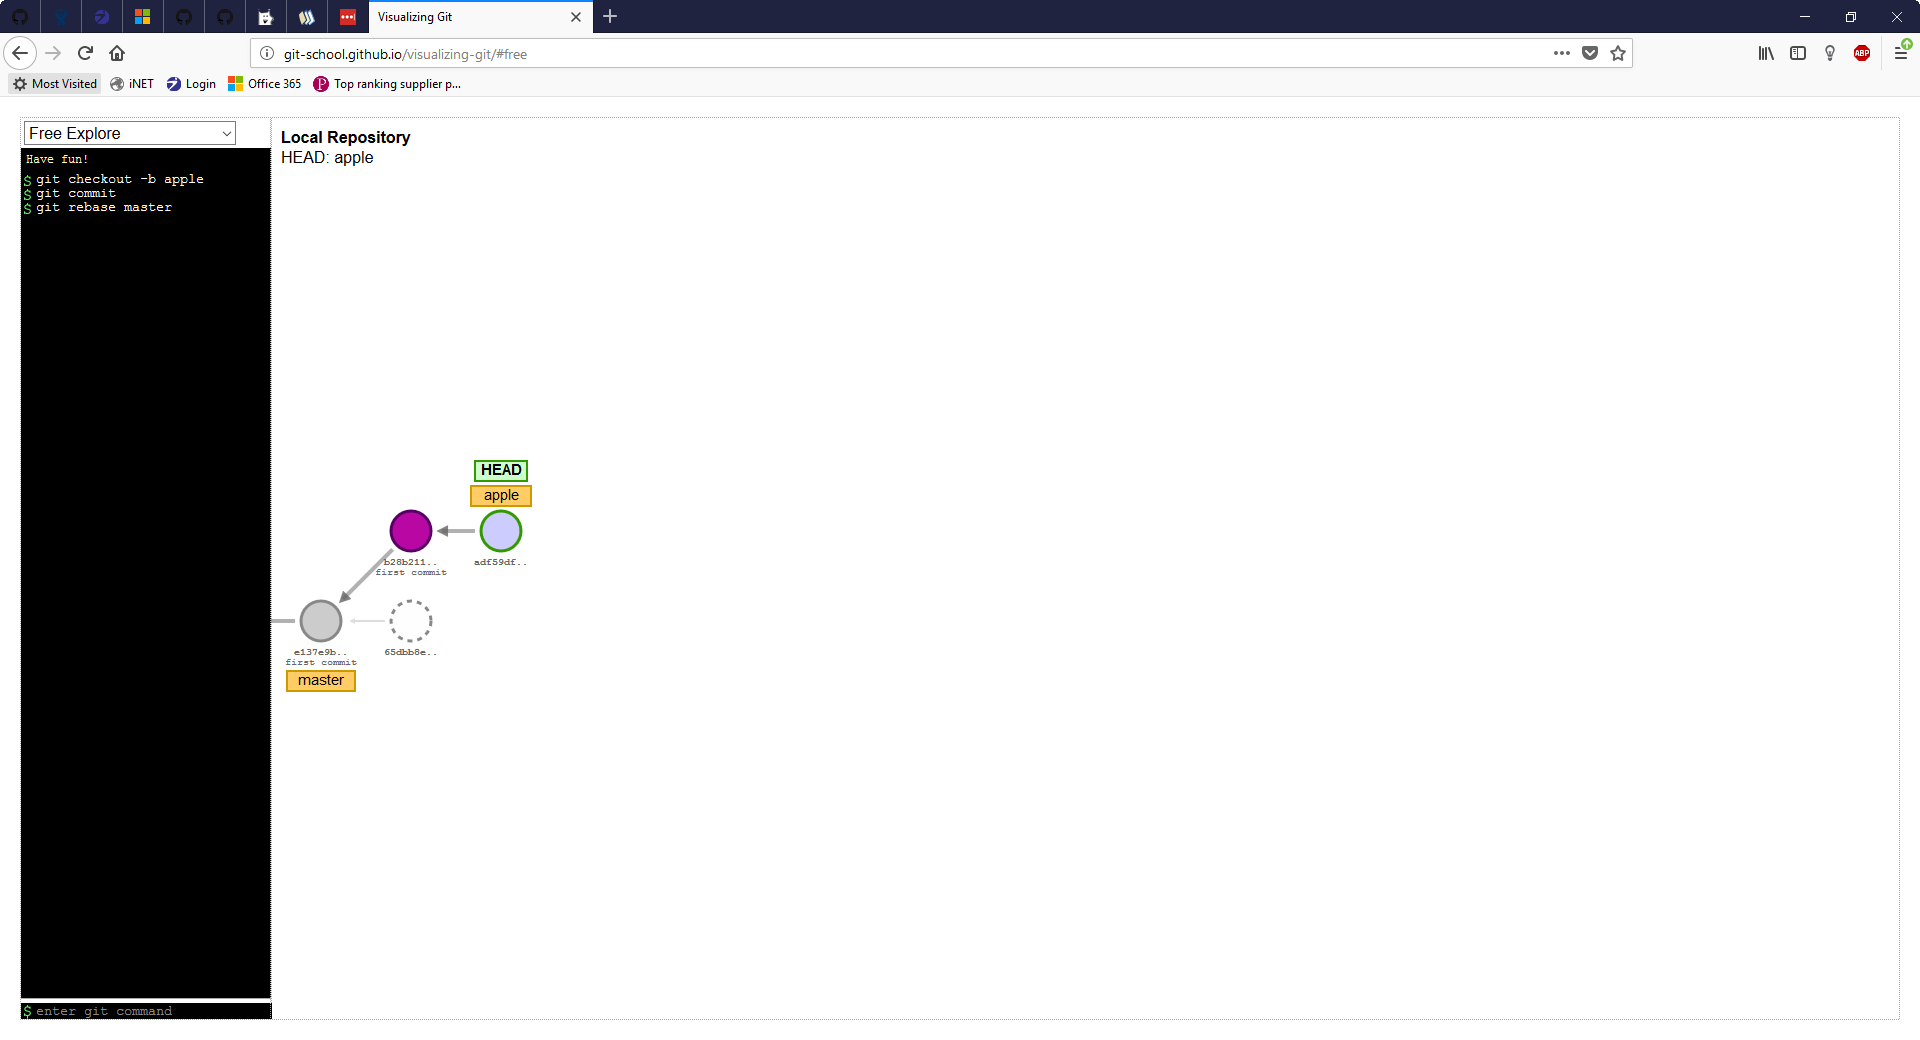 Visualizing Git
git-school.github.io/visualizing-git/#free
ABP
Most Visited
iNET
Login
Office 365
Top ranking supplier p...
Free Explore
Have fun!
$ git checkout -b apple
$ git commit
$ git rebase master
Local Repository
HEAD: apple
HEAD
apple
b28b211..
first commit
adf59df..
e137e9b..
first commit
65dbb8e..
master
$ enter git command